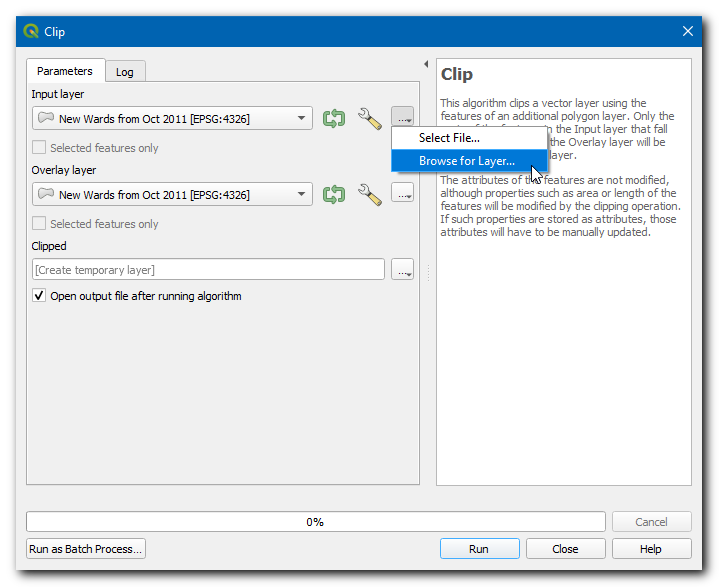 Clip
Parameters
Log
Input layer
New Wards from Oct 2011 [EPSG:4326]
...
Selected features only
Select File...
Browse for Layer...
Overlay layer
New Wards from Oct 2011 [EPSG:4326]
...
Selected features only
Clipped
[Create temporary layer]
...
Open output file after running algorithm
Clip
This algorithm clips a vector layer using the
features of an additional polygon layer. Only the
the Input layer that fall
the Overlay layer will be
layer.
The attributes of the features are not modified,
although properties such as area or length of the
features will be modified by the clipping operation.
If such properties are stored as attributes, those
attributes will have to be manually updated.
0%
Cancel
Run as Batch Process...
Run
Close
Help